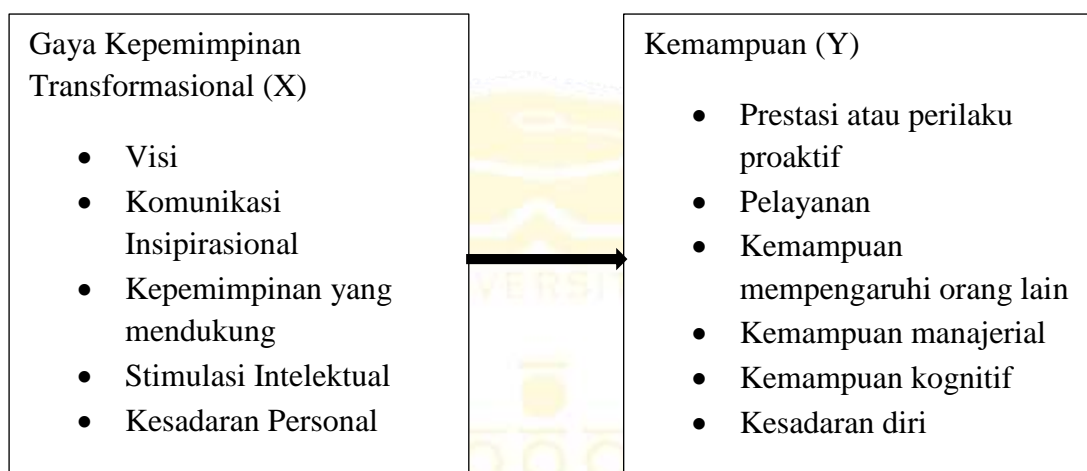 Gaya Kepemimpinan
Transformasional (X)
• Visi
• Komunikasi
Insipirasional
• Kepemimpinan yang
mendukung
• Stimulasi Intelektual
• Kesadaran Personal
Kemampuan (Y)
• Prestasi atau perilaku
proaktif
• Pelayanan
• Kemampuan
mempengaruhi orang lain
• Kemampuan manajerial
• Kemampuan kognitif
• Kesadaran diri
VERSIT